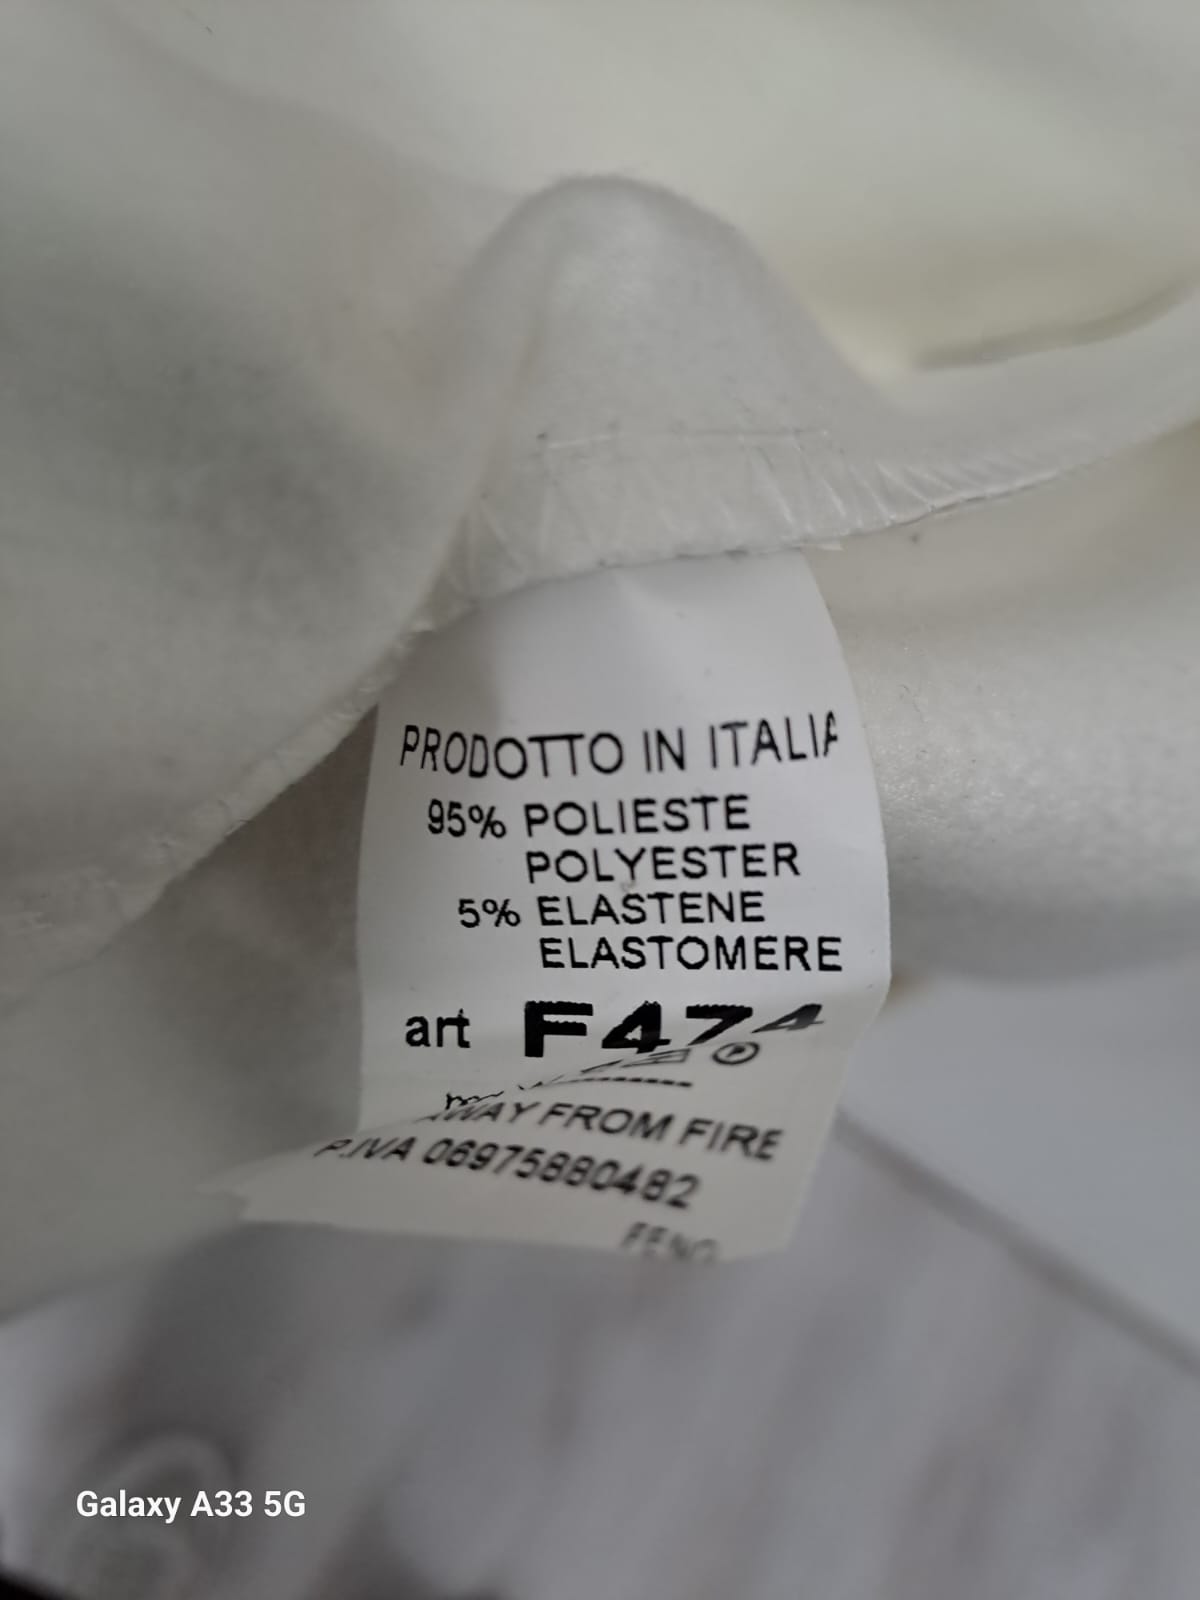 PRODOTTO IN ITALIA
95% POLIESTE
POLYESTER
5% ELASTENE
ELASTOMERE
art F474
AWAY FROM FIRE
P.IVA 06975880482
Galaxy A33 5G